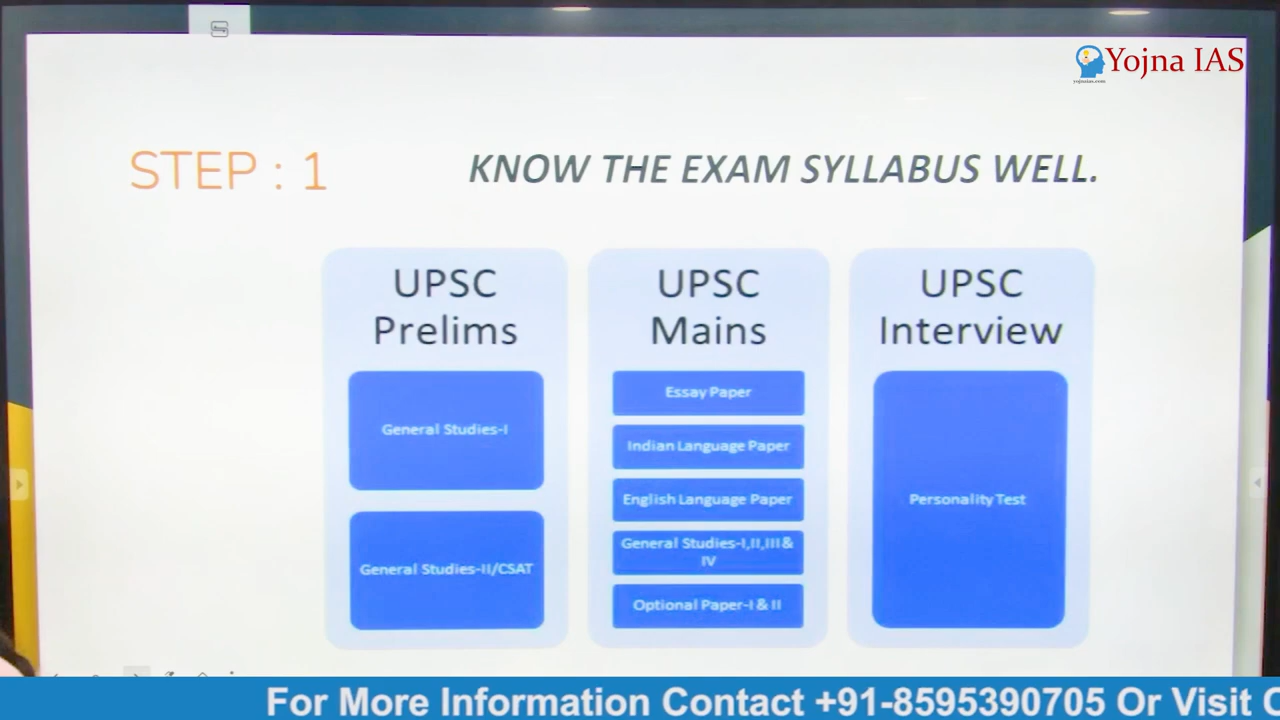 Yojna IAS
yojnaias.com
STEP : 1
KNOW THE EXAM SYLLABUS WELL.
UPSC
Prelims
General Studies-I
General Studies-II/CSAT
UPSC
Mains
Essay Paper
Indian Language Paper
English Language Paper
General Studies-I,II,III&
IV
Optional Paper-I & II
UPSC
Interview
Personality Test
For More Information Contact +91-8595390705 Or Visit